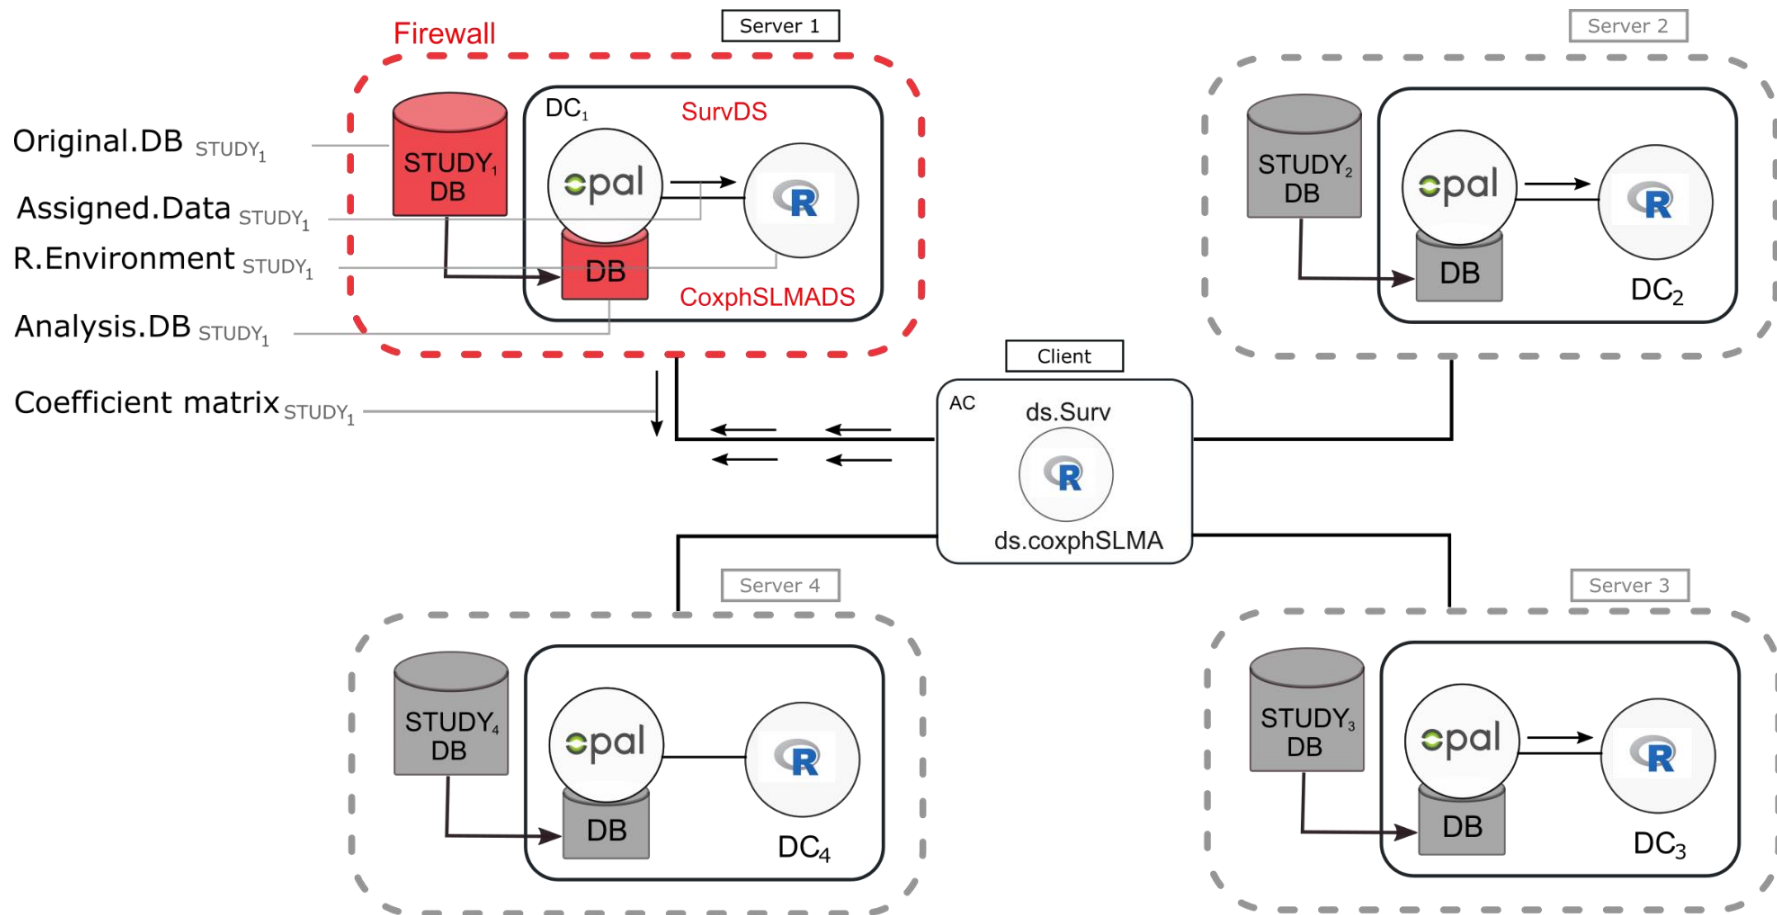 Firewall
Server 1
Server 2
Original.DB STUDY₁
Assigned.Data STUDY₁
R.Environment STUDY₁
Analysis.DB STUDY₁
Coefficient matrix STUDY₁
STUDY₁
DB
DC₁
SurvDS
opal
R
DB
CoxphSLMADS
STUDY₂
DB
opal
R
DB
DC₂
Client
AC
ds.Surv
R
ds.coxphSLMA
Server 4
Server 3
STUDY₄
DB
opal
R
DB
DC₄
STUDY₃
DB
opal
R
DB
DC₃